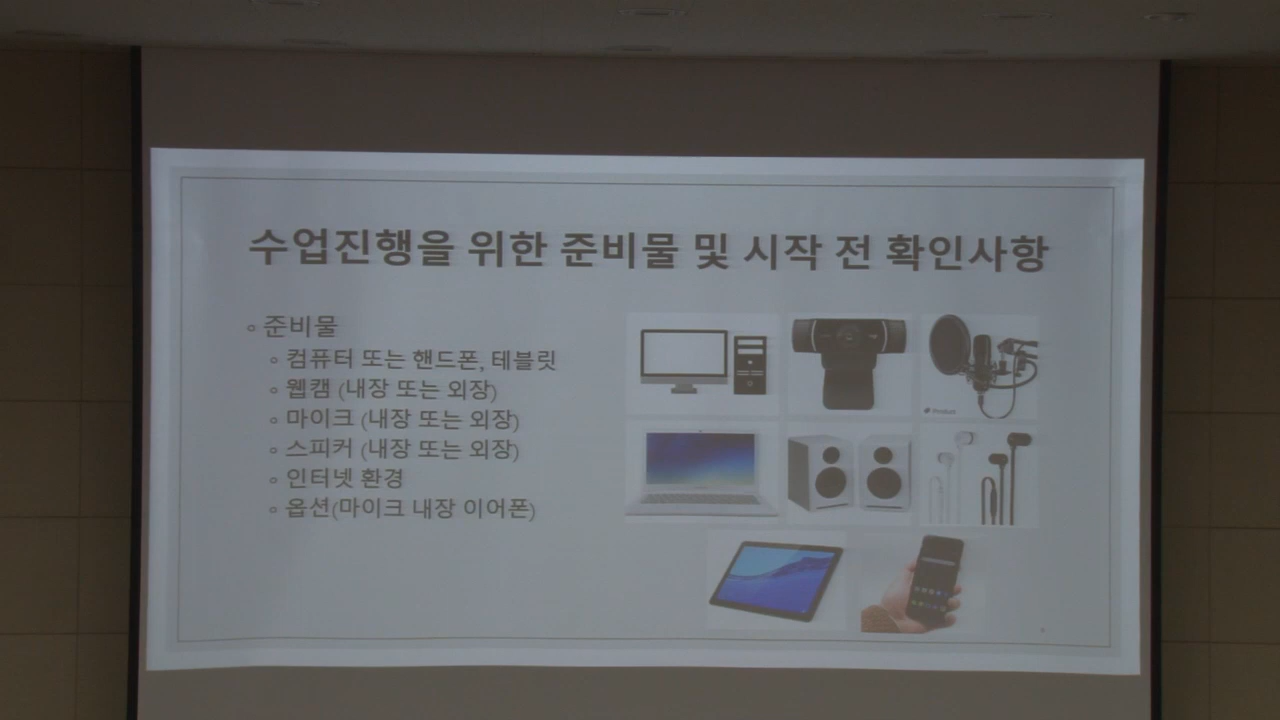 수업진행을 위한 준비물 및 시작 전 확인사항
준비물
컴퓨터 또는 핸드폰, 테블릿
웹캠 (내장 또는 외장)
마이크 (내장 또는 외장)
스피커 (내장 또는 외장)
인터넷 환경
옵션(마이크 내장 이어폰)